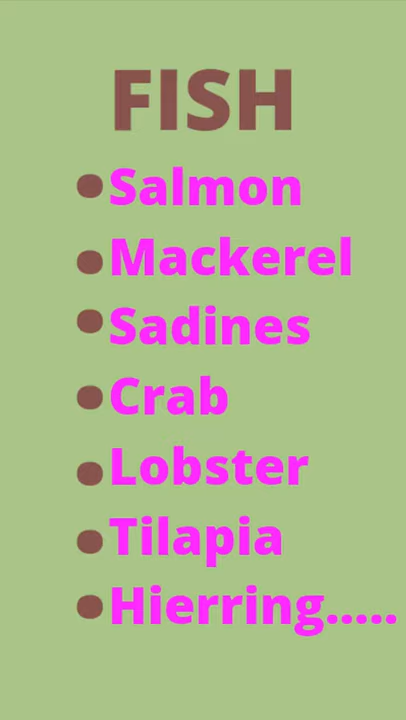 FISH
•Salmon
•Mackerel
•Sadines
•Crab
•Lobster
•Tilapia
•Hierring.....